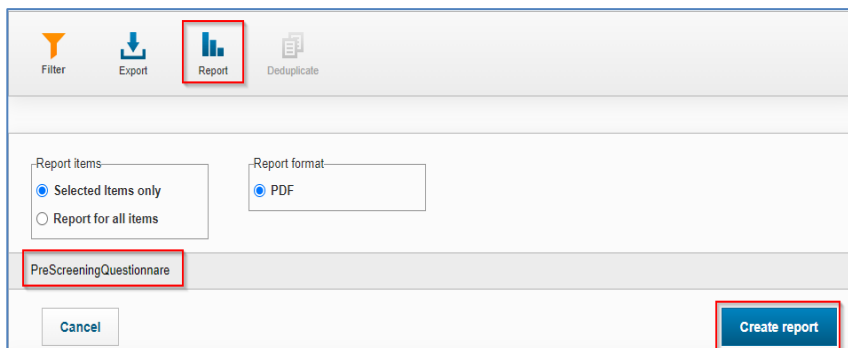 Filter Export Report Deduplicate
Report items Report format
Selected Items only PDF
Report for all items
PreScreeningQuestionnare
Cancel Create report